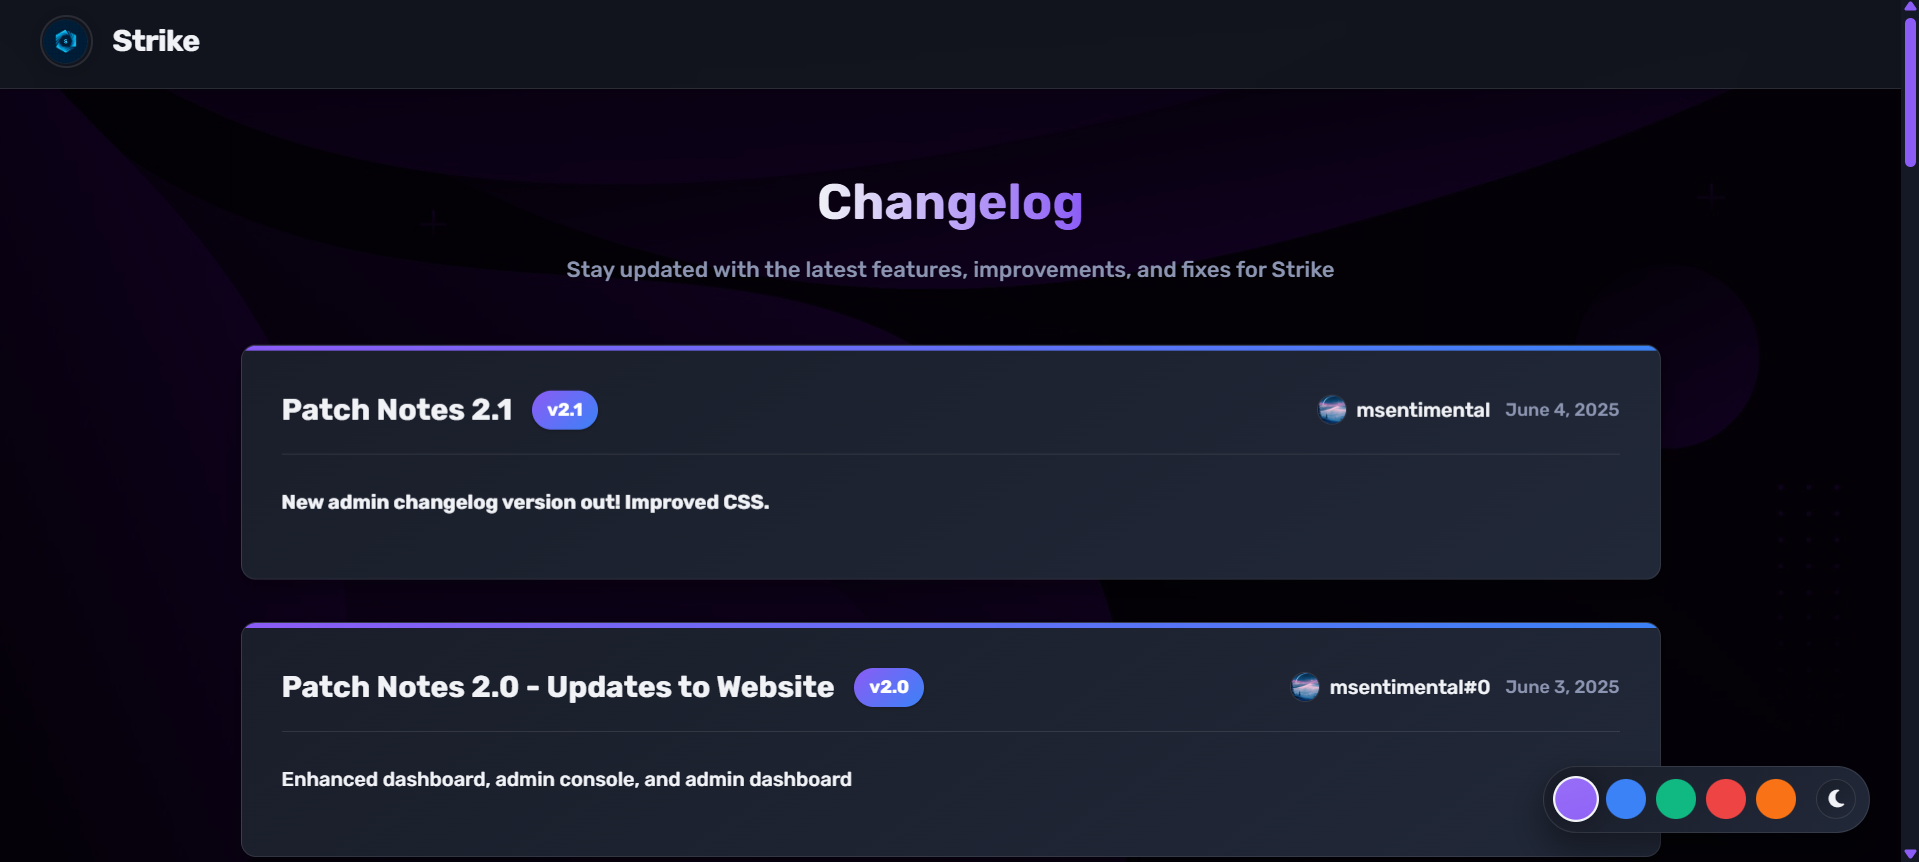 Strike
Changelog
Stay updated with the latest features, improvements, and fixes for Strike
Patch Notes 2.1 v2.1 msentimental June 4, 2025
New admin changelog version out! Improved CSS.
Patch Notes 2.0 - Updates to Website v2.0 msentimental#0 June 3, 2025
Enhanced dashboard, admin console, and admin dashboard